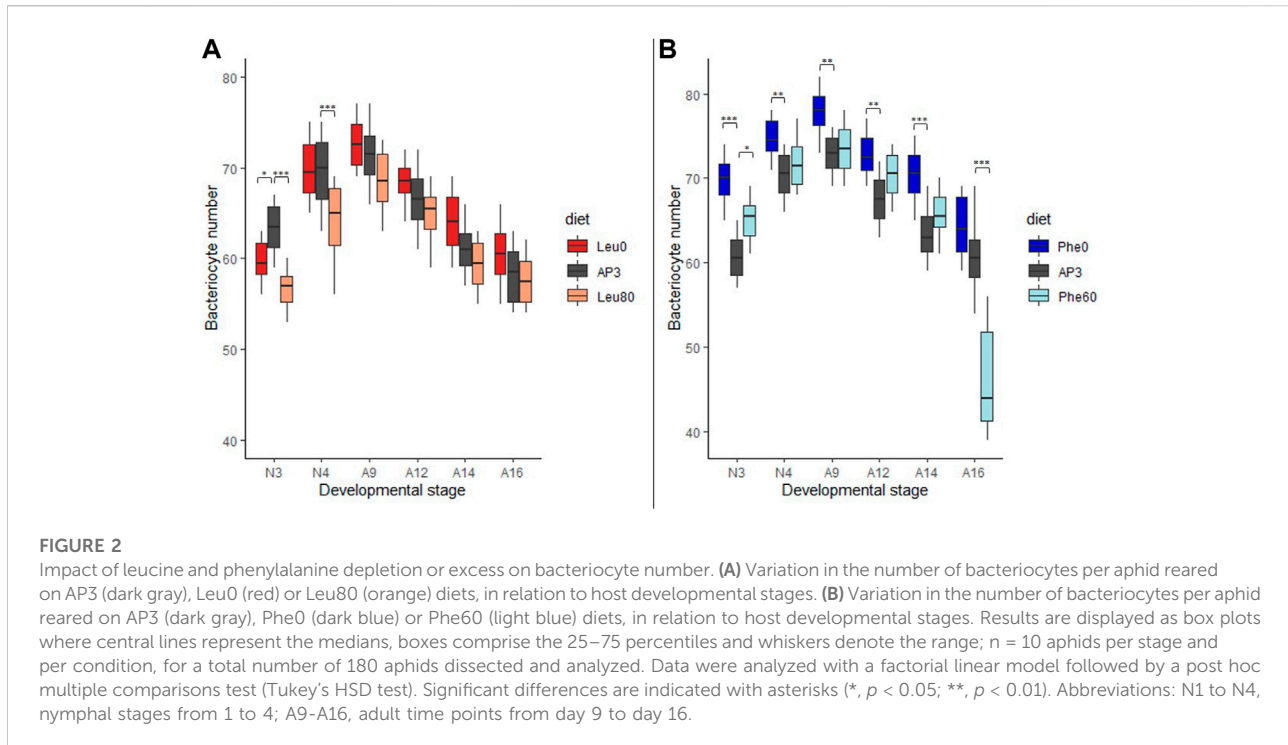 A
B
80
70
60
50
40
Bacteriocyte number
*
***
***
N3
N4
A9
A12
A14
A16
Developmental stage
diet
Leu0
AP3
Leu80
80
70
60
50
40
Bacteriocyte number
***
*
**
**
**
***
***
N3
N4
A9
A12
A14
A16
Developmental stage
diet
Phe0
AP3
Phe60
FIGURE 2
Impact of leucine and phenylalanine depletion or excess on bacteriocyte number. (A) Variation in the number of bacteriocytes per aphid reared
on AP3 (dark gray), Leu0 (red) or Leu80 (orange) diets, in relation to host developmental stages. (B) Variation in the number of bacteriocytes per aphid
reared on AP3 (dark gray), Phe0 (dark blue) or Phe60 (light blue) diets, in relation to host developmental stages. Results are displayed as box plots
where central lines represent the medians, boxes comprise the 25–75 percentiles and whiskers denote the range; n = 10 aphids per stage and
per condition, for a total number of 180 aphids dissected and analyzed. Data were analyzed with a factorial linear model followed by a post hoc
multiple comparisons test (Tukey's HSD test). Significant differences are indicated with asterisks (*, p < 0.05; **, p < 0.01). Abbreviations: N1 to N4,
nymphal stages from 1 to 4; A9-A16, adult time points from day 9 to day 16.